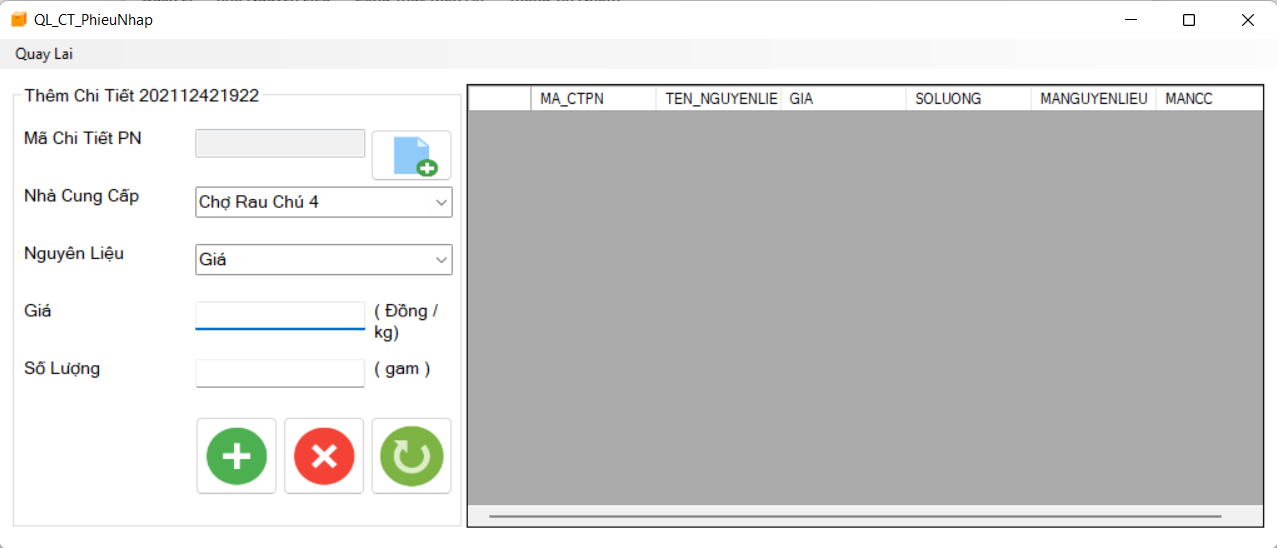 QL_CT_PhieuNhap
Quay Lai
Thêm Chi Tiết 202112421922
Mã Chi Tiết PN
Nhà Cung Cấp
Chợ Rau Chú 4
Nguyên Liệu
Giá
Giá
( Đồng /
kg)
Số Lượng
( gam )
MA_CTPN TEN_NGUYENLIE GIA SOLUONG MANGUYENLIEU MANCC